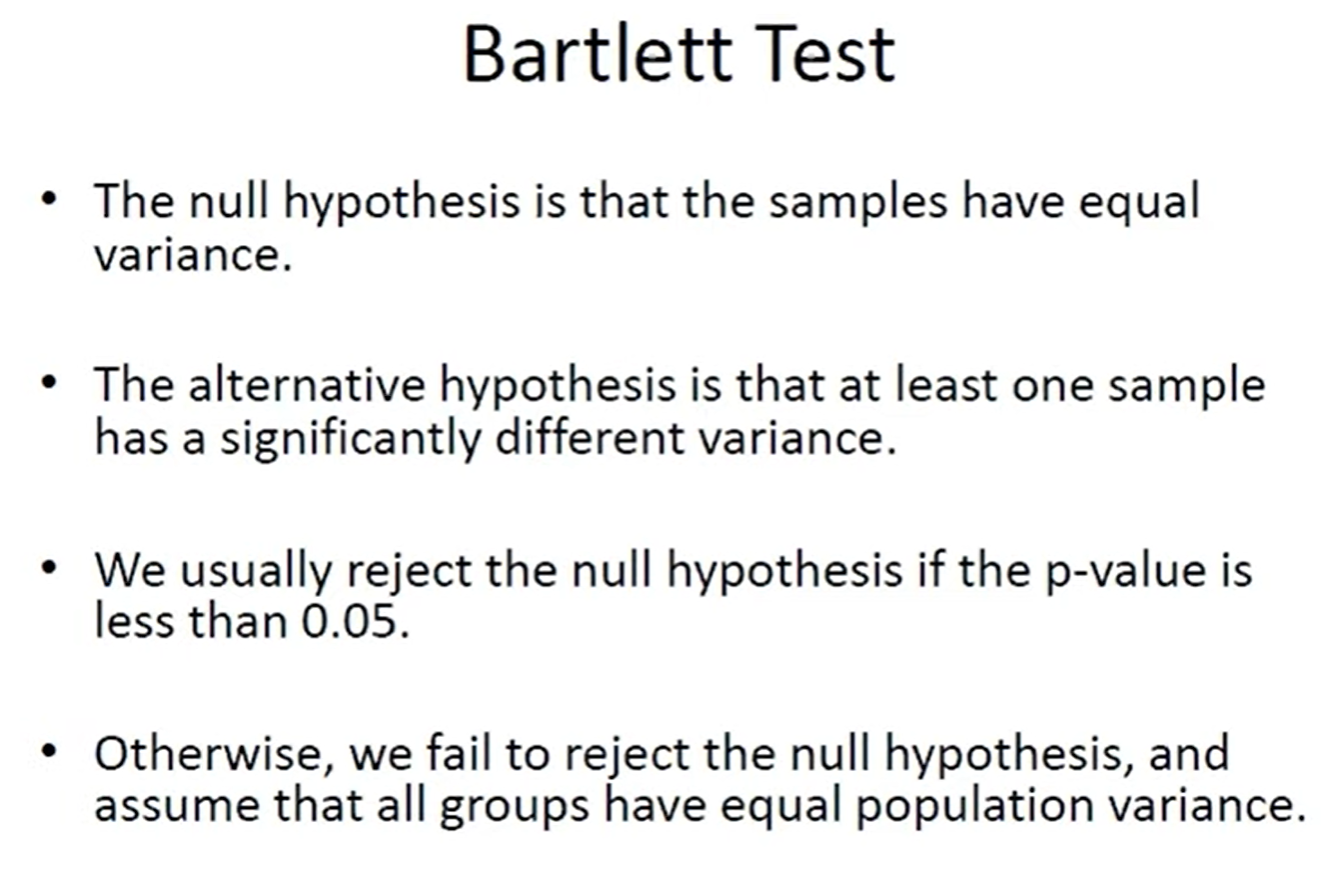 Bartlett Test
• The null hypothesis is that the samples have equal
variance.
• The alternative hypothesis is that at least one sample
has a significantly different variance.
• We usually reject the null hypothesis if the p-value is
less than 0.05.
• Otherwise, we fail to reject the null hypothesis, and
assume that all groups have equal population variance.